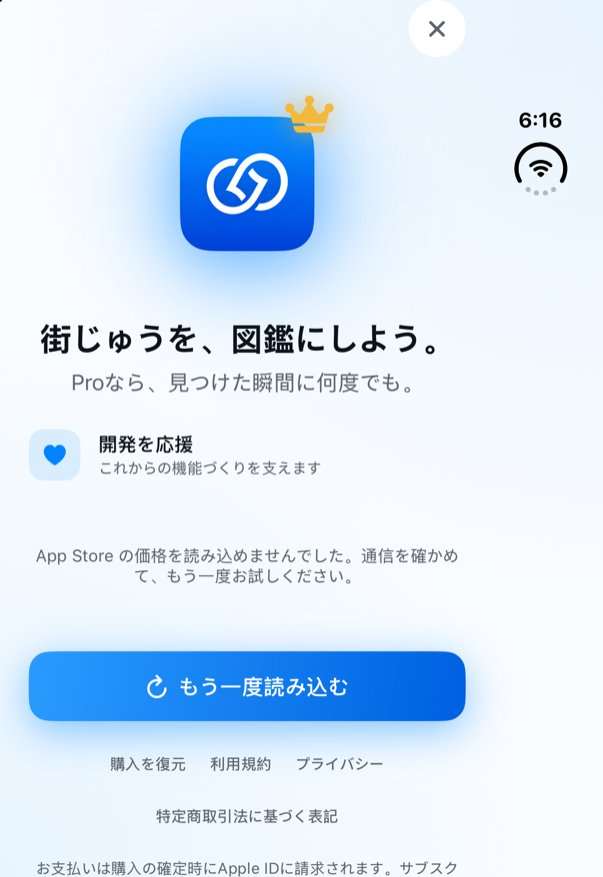 6:16
街じゅうを、図鑑にしよう。
Proなら、見つけた瞬間に何度でも。
開発を応援
これからの機能づくりを支えます
App Store の価格を読み込めませんでした。通信を確かめ
て、もう一度お試しください。
もう一度読み込む
購入を復元 利用規約 プライバシー
特定商取引法に基づく表記
お支払いは購入の確定時にApple IDに請求されます。サブスク